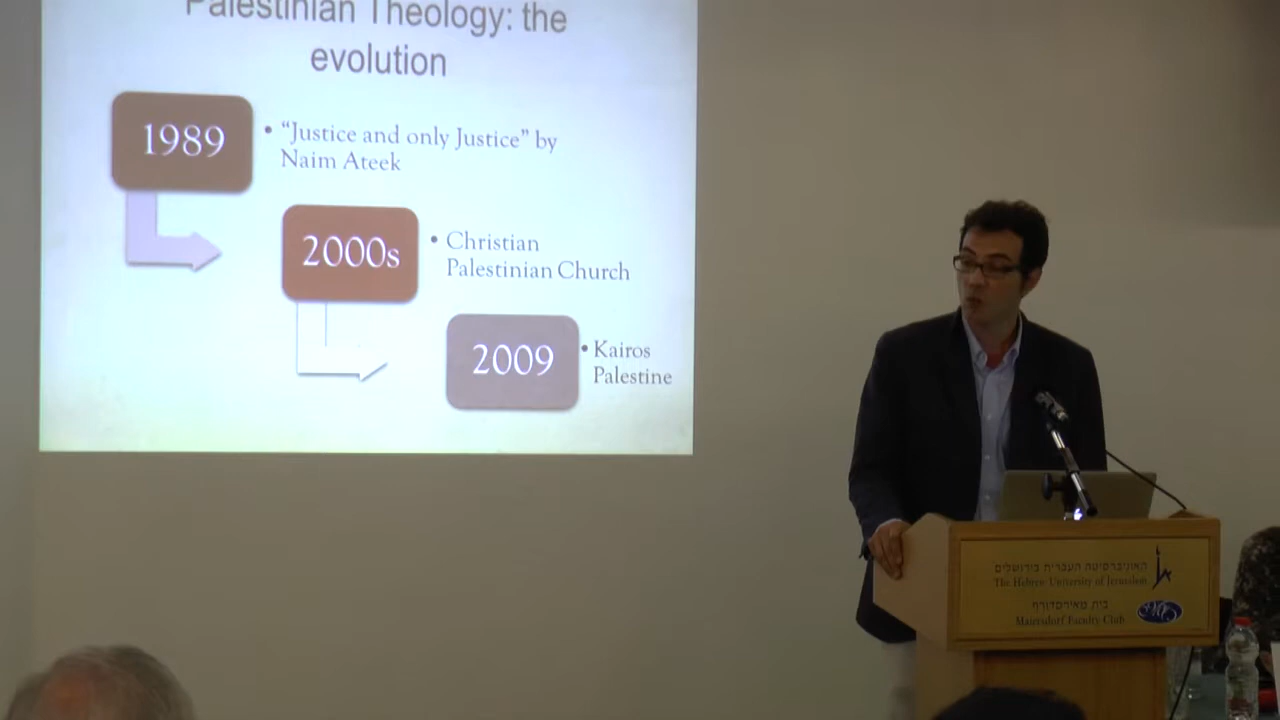 Palestinian Theology: the
evolution
1989
• “Justice and only Justice” by
Naim Ateek
2000s
• Christian
Palestinian Church
2009
• Kairos
Palestine
האוניברסיטה העברית בירושלים
The Hebrew University of Jerusalem
בית מאירסדורף
Maiersdorf Faculty Club